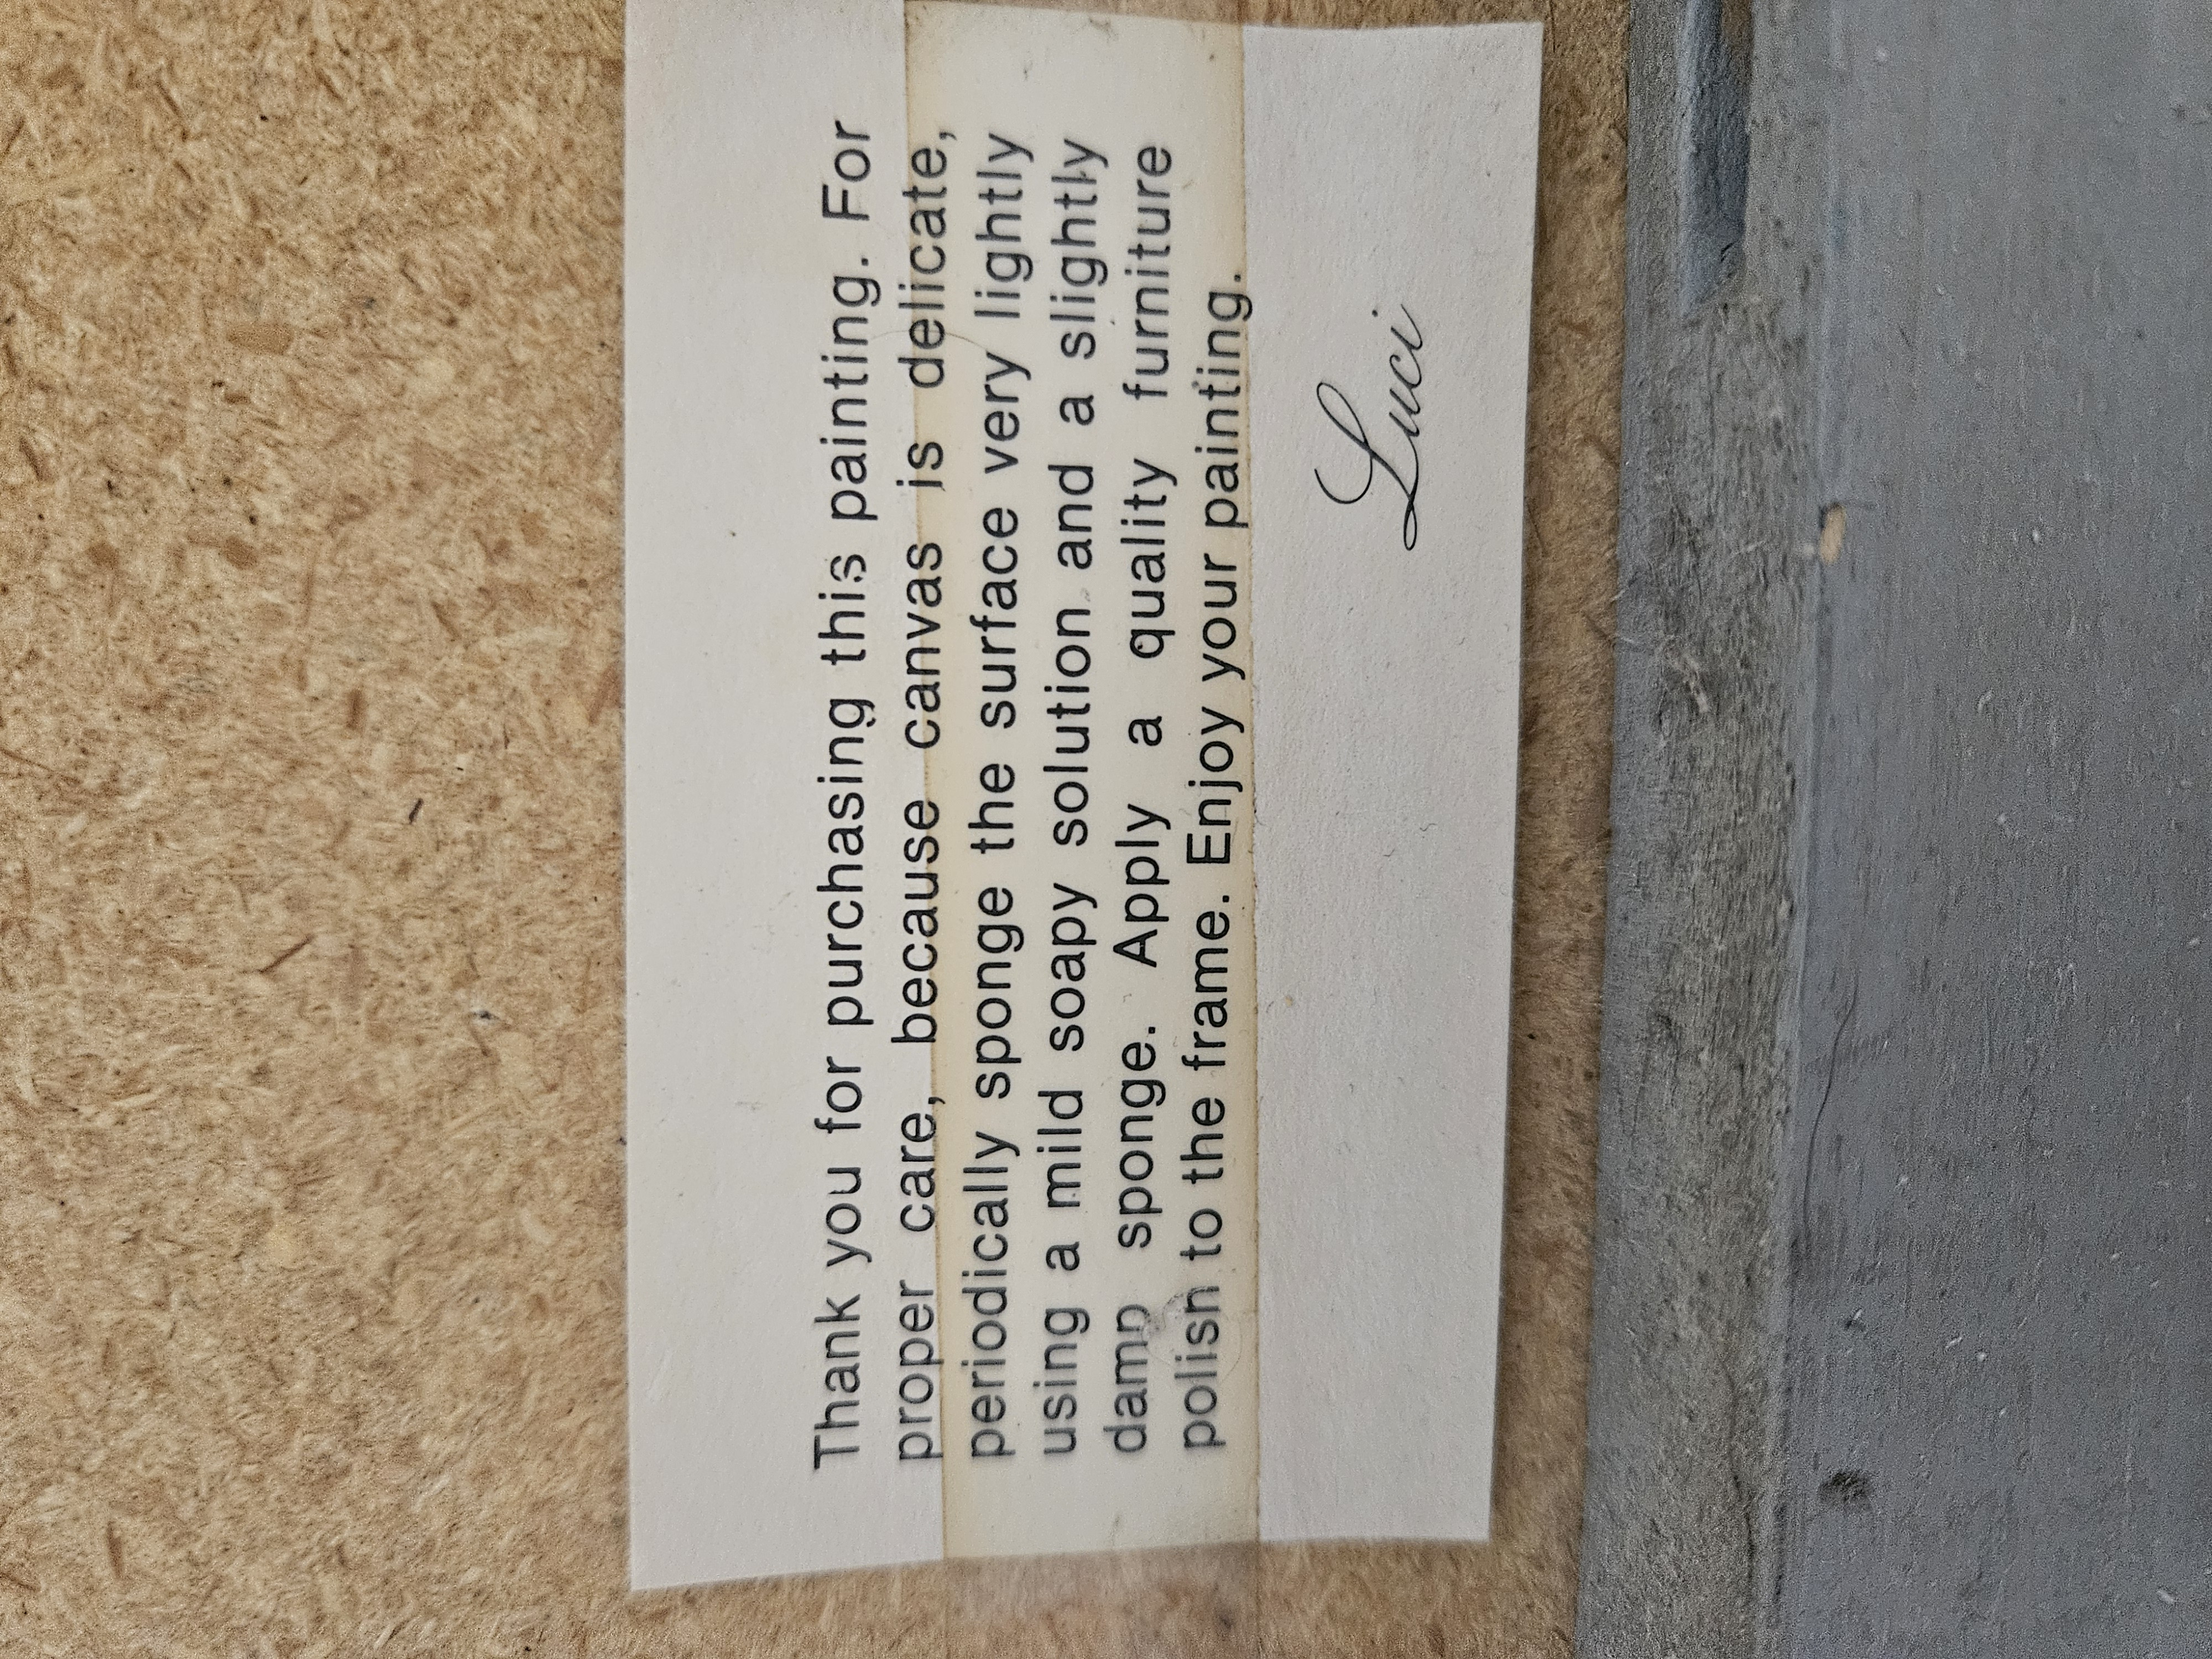 Thank you for purchasing this painting. For
proper care, because canvas is delicate,
periodically sponge the surface very lightly
using a mild soapy solution and a slightly
damp sponge. Apply a quality furniture
polish to the frame. Enjoy your painting.
Luci